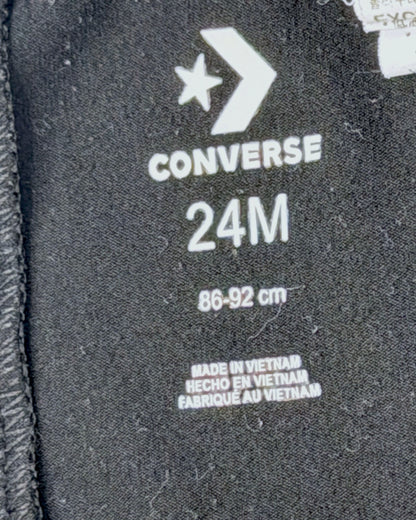 CONVERSE
24M
86-92 cm
MADE IN VIETNAM
HECHO EN VIETNAM
FABRIQUÉ AU VIETNAM